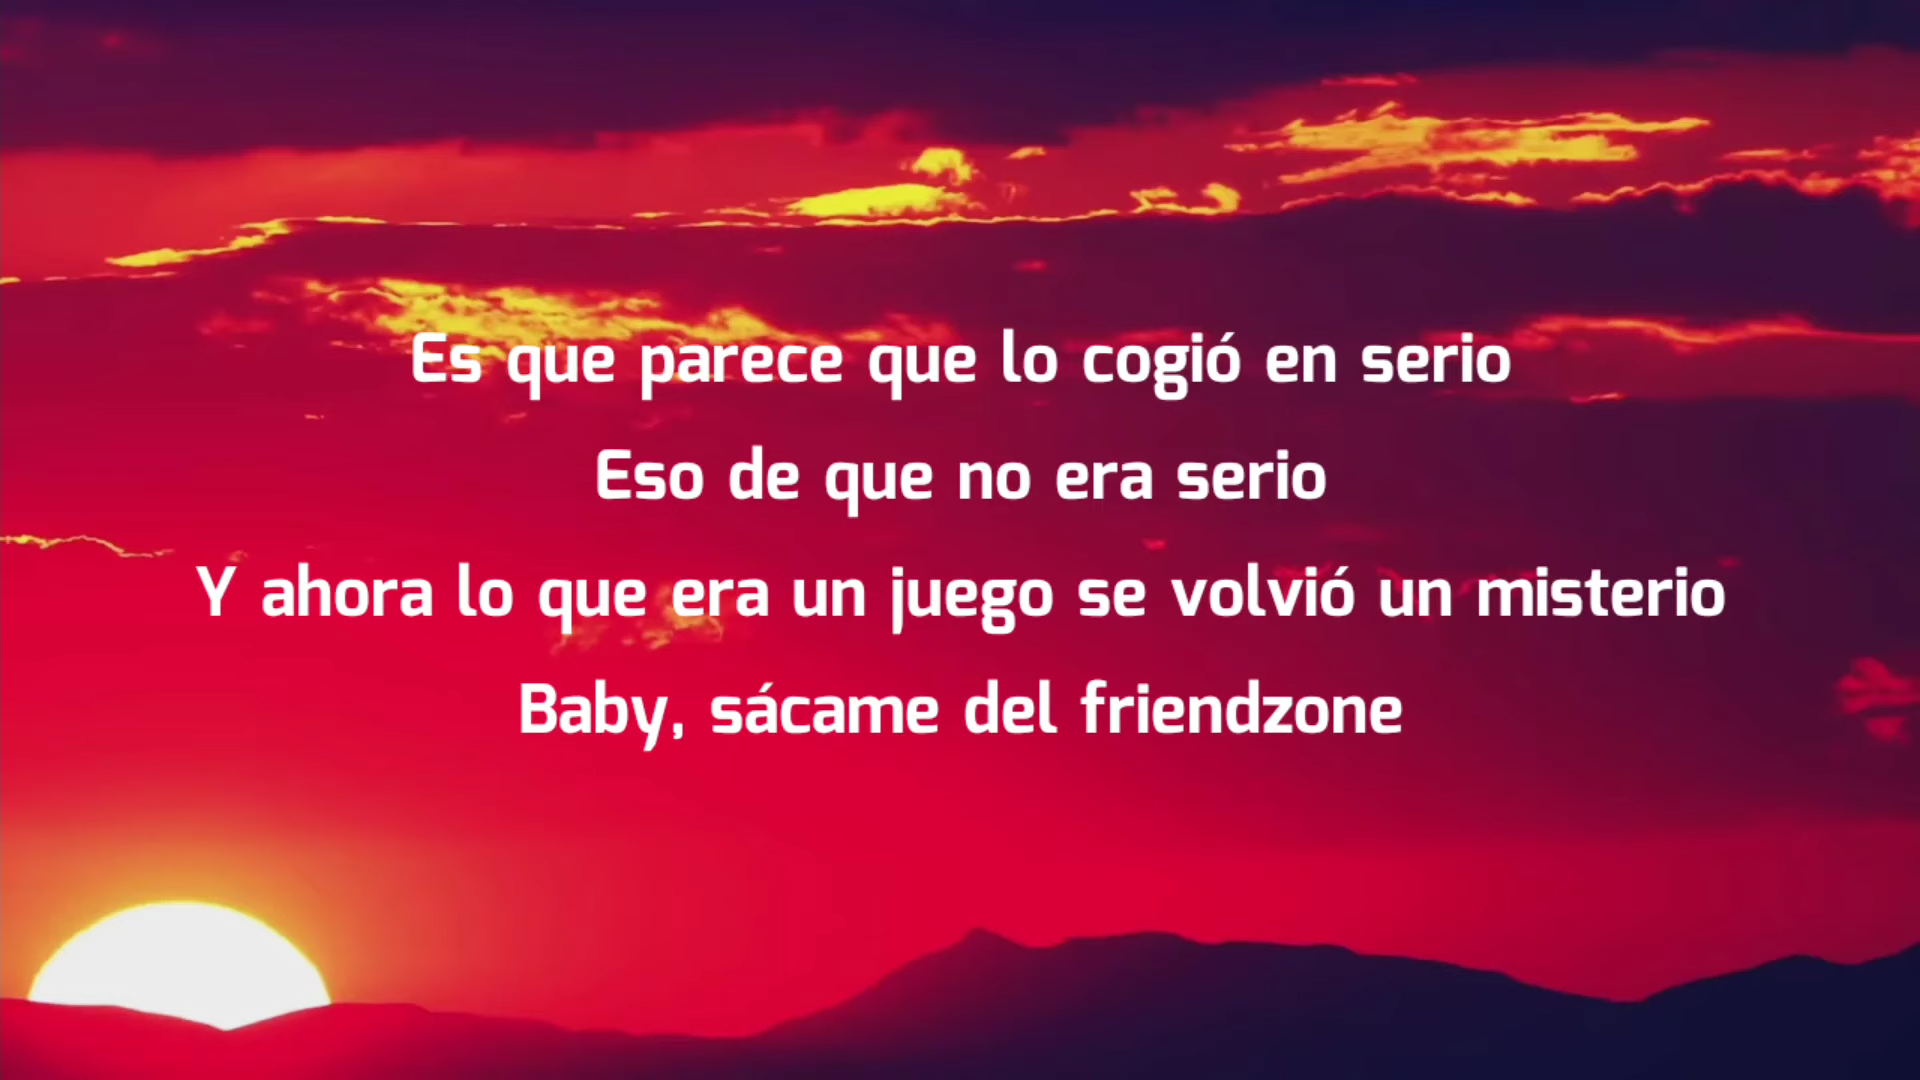 Es que parece que lo cogió en serio
Eso de que no era serio
Y ahora lo que era un juego se volvió un misterio
Baby, sácame del friendzone